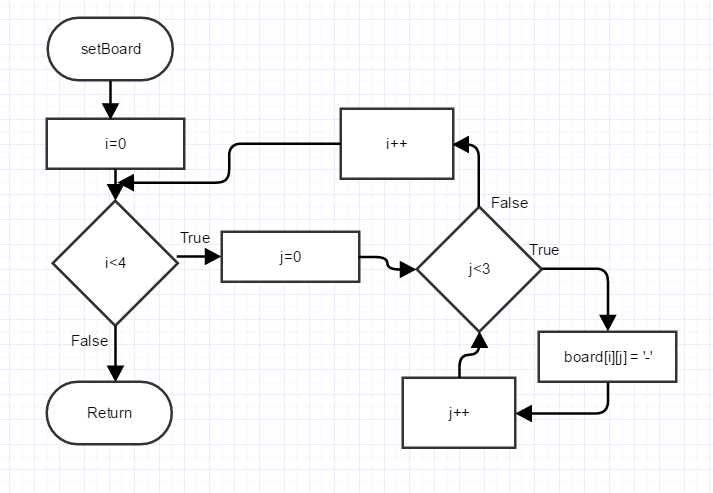 setBoard
i=0
i++
i<4
True
j=0
j<3
False
True
board[i][j] = '-'
j++
False
Return